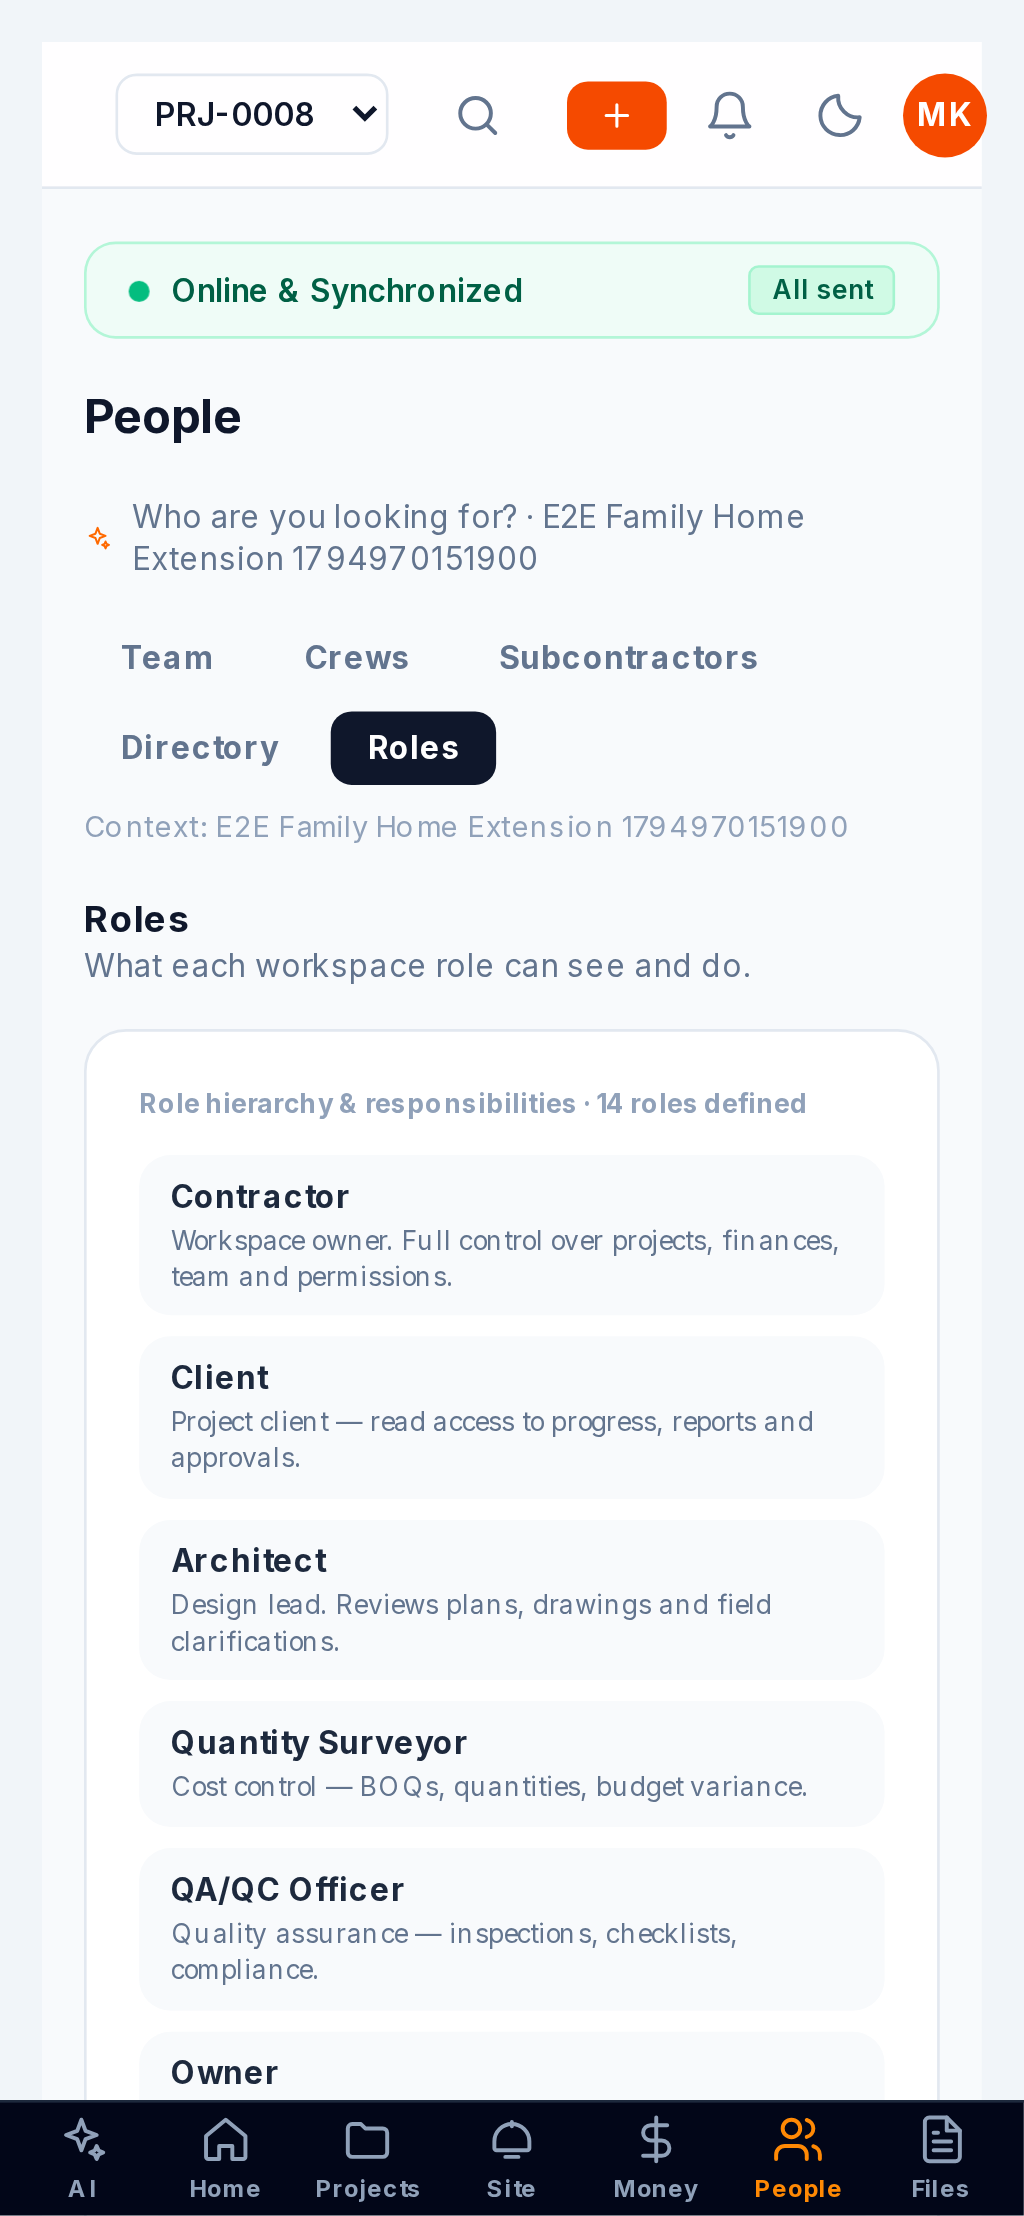 PRJ-0008
MK
Online & Synchronized
All sent
People
Who are you looking for? · E2E Family Home
Extension 1794970151900
Team
Crews
Subcontractors
Directory
Roles
Context: E2E Family Home Extension 1794970151900
Roles
What each workspace role can see and do.
Role hierarchy & responsibilities · 14 roles defined
Contractor
Workspace owner. Full control over projects, finances,
team and permissions.
Client
Project client — read access to progress, reports and
approvals.
Architect
Design lead. Reviews plans, drawings and field
clarifications.
Quantity Surveyor
Cost control — BOQs, quantities, budget variance.
QA/QC Officer
Quality assurance — inspections, checklists,
compliance.
Owner
AI
Home
Projects
Site
Money
People
Files